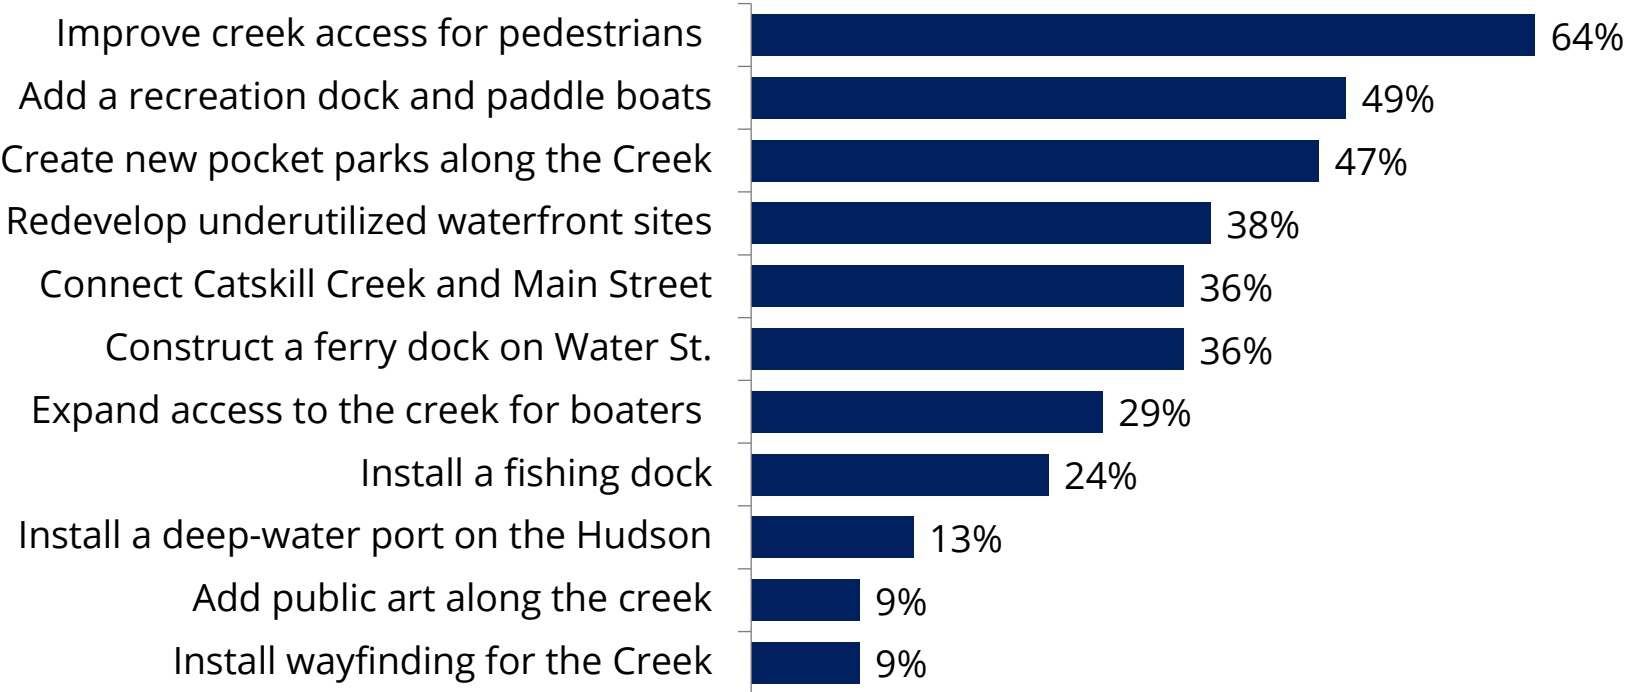 Improve creek access for pedestrians 64%
Add a recreation dock and paddle boats 49%
Create new pocket parks along the Creek 47%
Redevelop underutilized waterfront sites 38%
Connect Catskill Creek and Main Street 36%
Construct a ferry dock on Water St. 36%
Expand access to the creek for boaters 29%
Install a fishing dock 24%
Install a deep-water port on the Hudson 13%
Add public art along the creek 9%
Install wayfinding for the Creek 9%